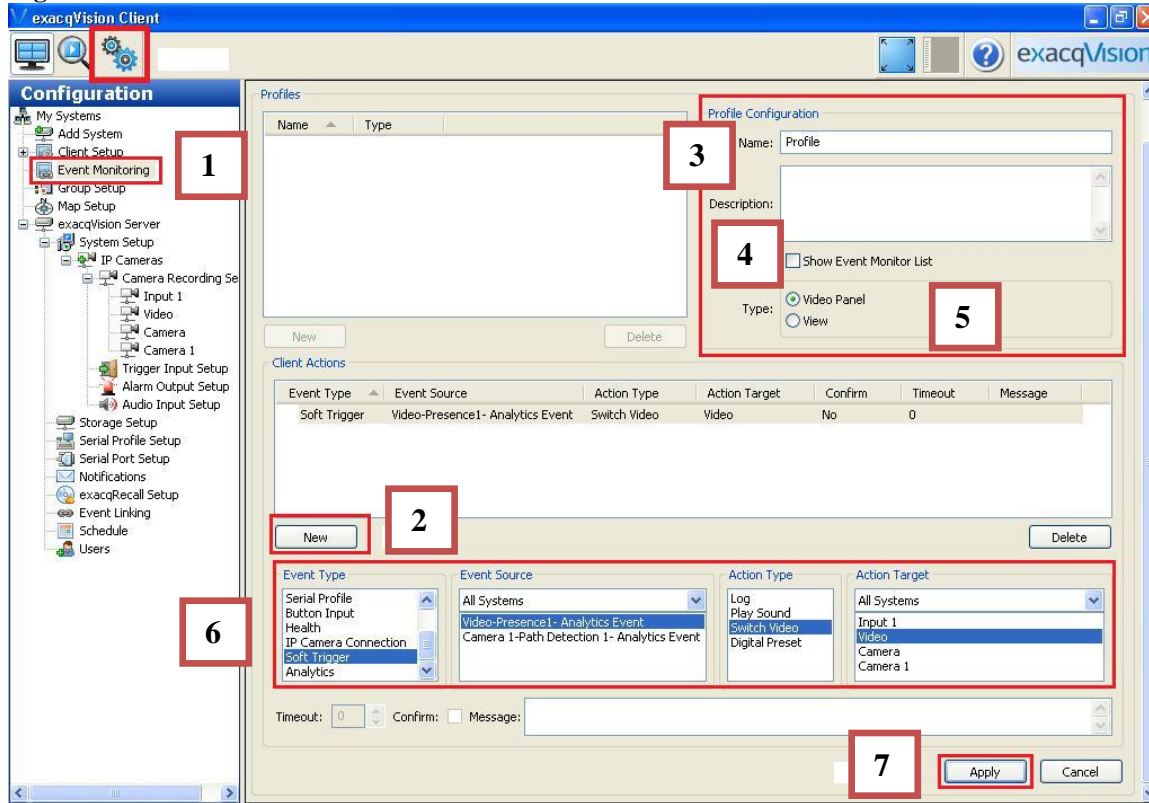 exacqVision Client
exacqVision
Configuration
My Systems
Add System
Client Setup
Event Monitoring
Group Setup
Map Setup
exacqVision Server
System Setup
IP Cameras
Camera Recording Se
Input 1
Video
Camera
Camera 1
Trigger Input Setup
Alarm Output Setup
Audio Input Setup
Storage Setup
Serial Profile Setup
Serial Port Setup
Notifications
exacqRecall Setup
Event Linking
Schedule
Users
1
Profiles
Name Type
New Delete
3
Profile Configuration
Name: Profile
Description:
4
Show Event Monitor List
Type: Video Panel
View
5
Client Actions
Event Type Event Source Action Type Action Target Confirm Timeout Message
Soft Trigger Video-Presence1- Analytics Event Switch Video Video No 0
New
2
Delete
6
Event Type
Serial Profile
Button Input
Health
IP Camera Connection
Soft Trigger
Analytics
Event Source
All Systems
Video-Presence1- Analytics Event
Camera 1-Path Detection 1- Analytics Event
Action Type
Log
Play Sound
Switch Video
Digital Preset
Action Target
All Systems
Input 1
Video
Camera
Camera 1
Timeout: 0 Confirm: Message:
7
Apply Cancel